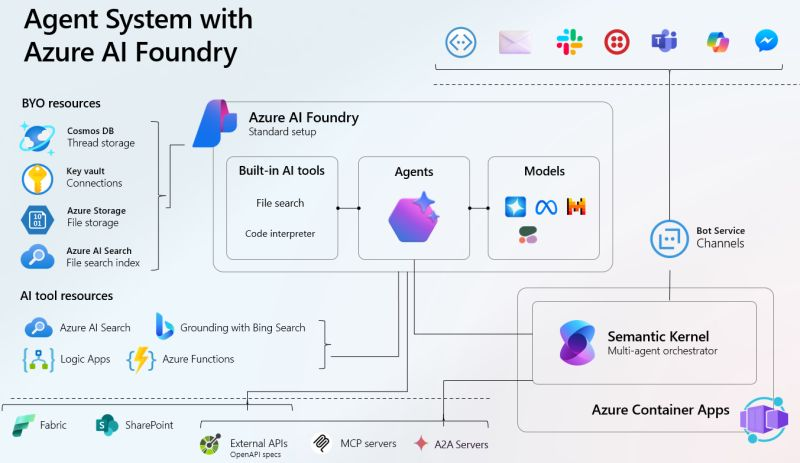 Agent System with
Azure AI Foundry
BYO resources
Cosmos DB
Thread storage
Key vault
Connections
Azure Storage
File storage
Azure AI Search
File search index
Azure AI Foundry
Standard setup
Built-in AI tools
File search
Code interpreter
Agents
Models
Bot Service
Channels
AI tool resources
Azure AI Search
Grounding with Bing Search
Logic Apps
Azure Functions
Semantic Kernel
Multi-agent orchestrator
Azure Container Apps
Fabric
SharePoint
External APIs
OpenAPI specs
MCP servers
A2A Servers
10
01
S